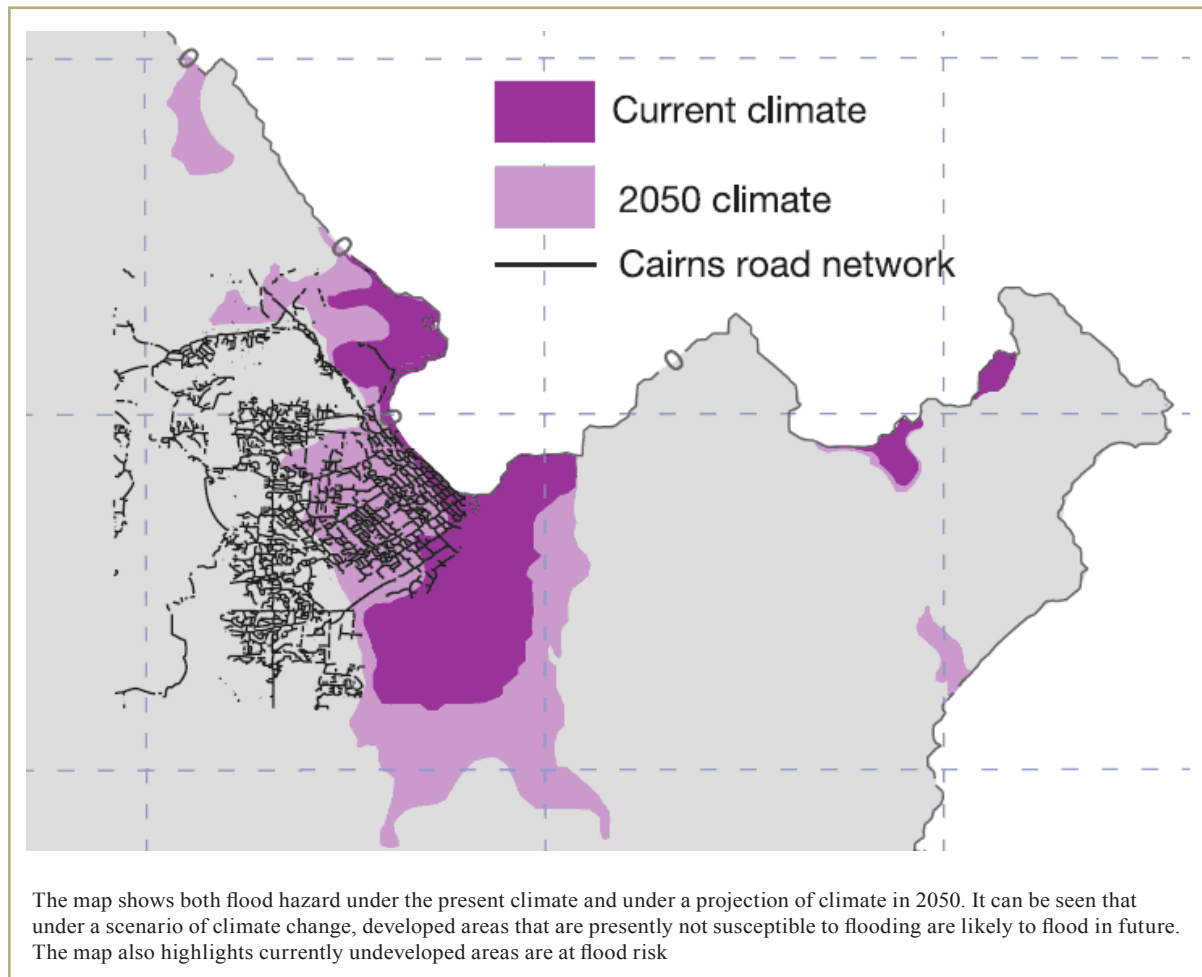 Current climate
2050 climate
Cairns road network
The map shows both flood hazard under the present climate and under a projection of climate in 2050. It can be seen that
under a scenario of climate change, developed areas that are presently not susceptible to flooding are likely to flood in future.
The map also highlights currently undeveloped areas are at flood risk